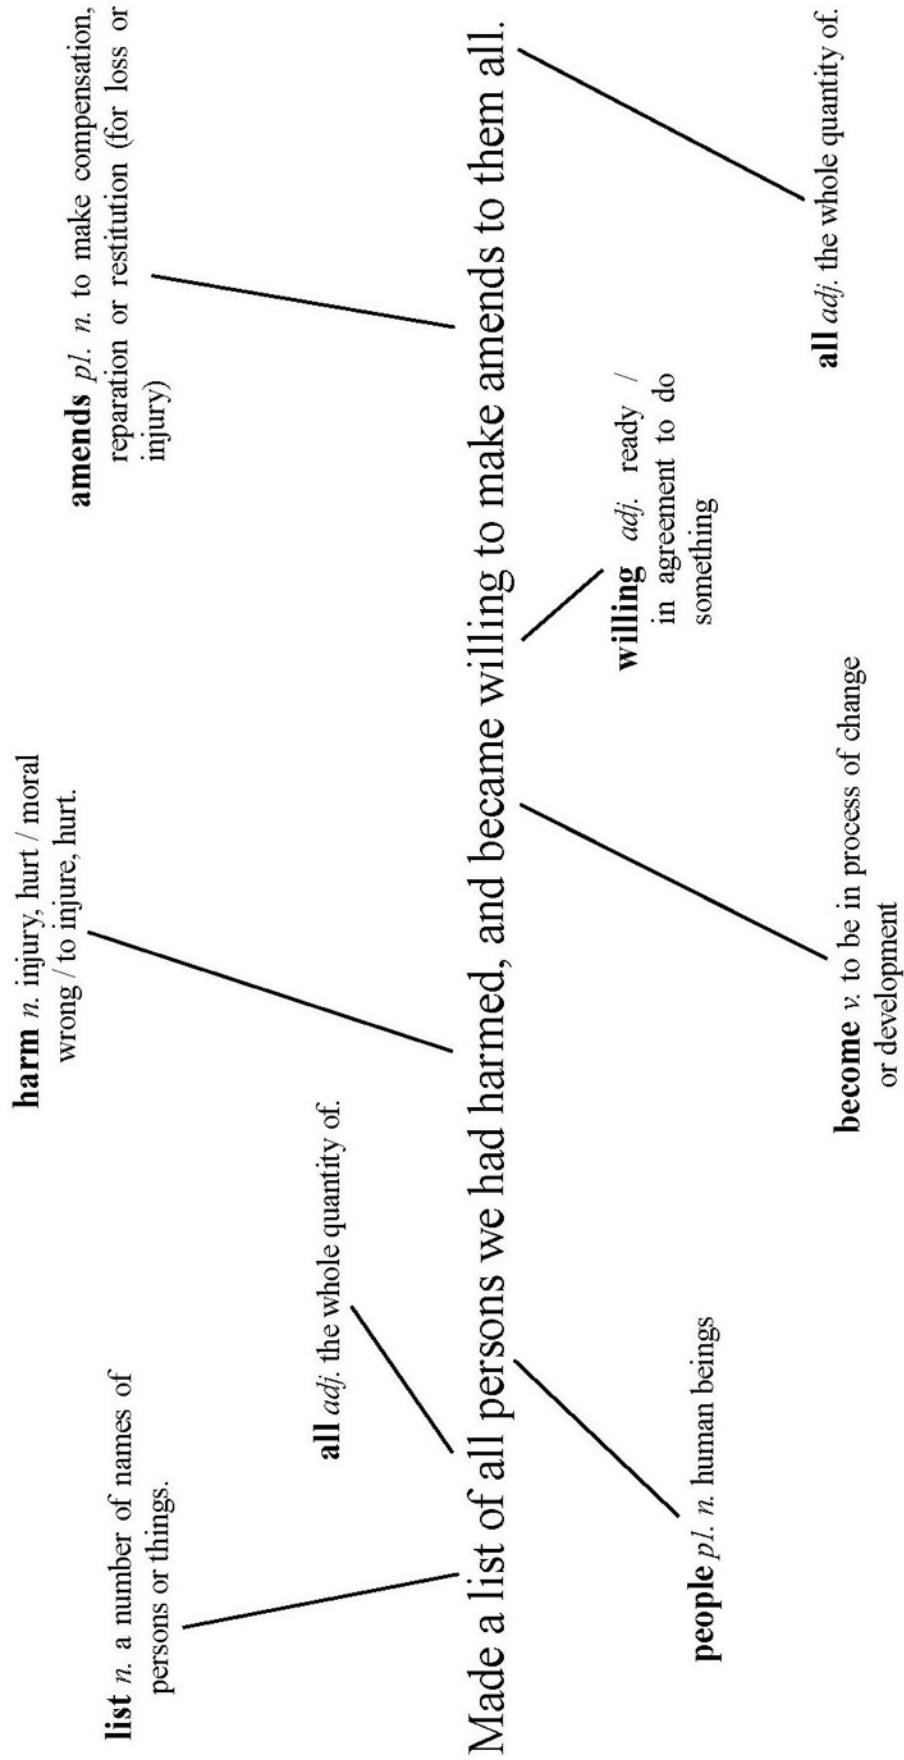 harm n. injury, hurt / moral
wrong / to injure, hurt.
amends pl. n. to make compensation,
reparation or restitution (for loss or
injury)
list n. a number of names of
persons or things.
all adj. the whole quantity of.
Made a list of all persons we had harmed, and became willing to make amends to them all.
willing adj. ready /
in agreement to do
something
people pl. n. human beings
become v. to be in process of change
or development
all adj. the whole quantity of.